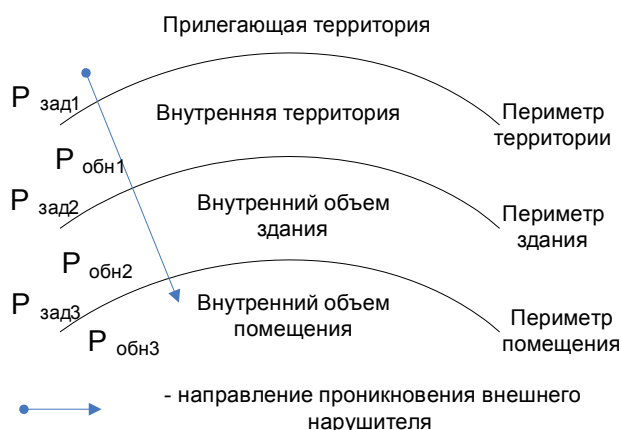 Прилегающая территория
P зад1
Внутренняя территория
Периметр
территории
P обн1
P зад2
Внутренний объем
здания
Периметр
здания
P обн2
P зад3
Внутренний объем
помещения
Периметр
помещения
P обн3
- направление проникновения внешнего
нарушителя